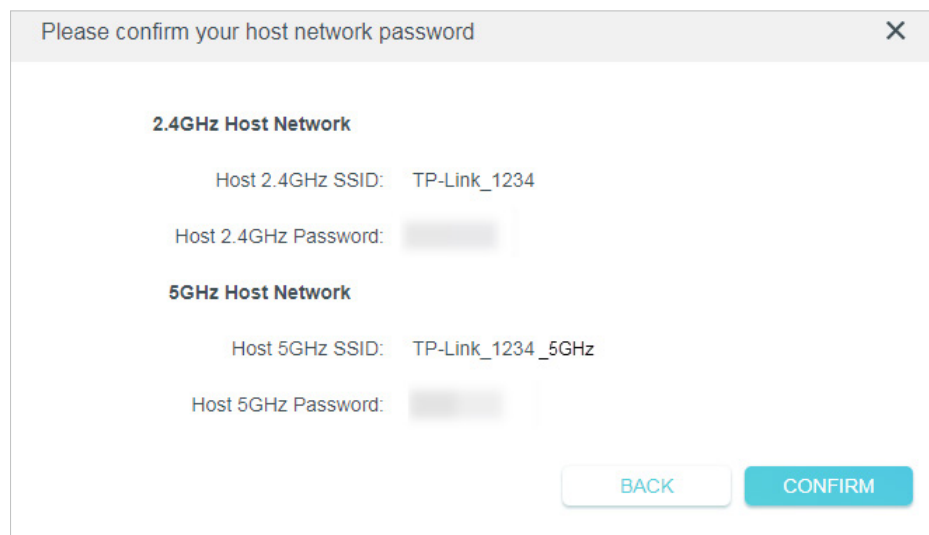 Please confirm your host network password
2.4GHz Host Network
Host 2.4GHz SSID: TP-Link_1234
Host 2.4GHz Password:
5GHz Host Network
Host 5GHz SSID: TP-Link_1234 _5GHz
Host 5GHz Password:
BACK CONFIRM